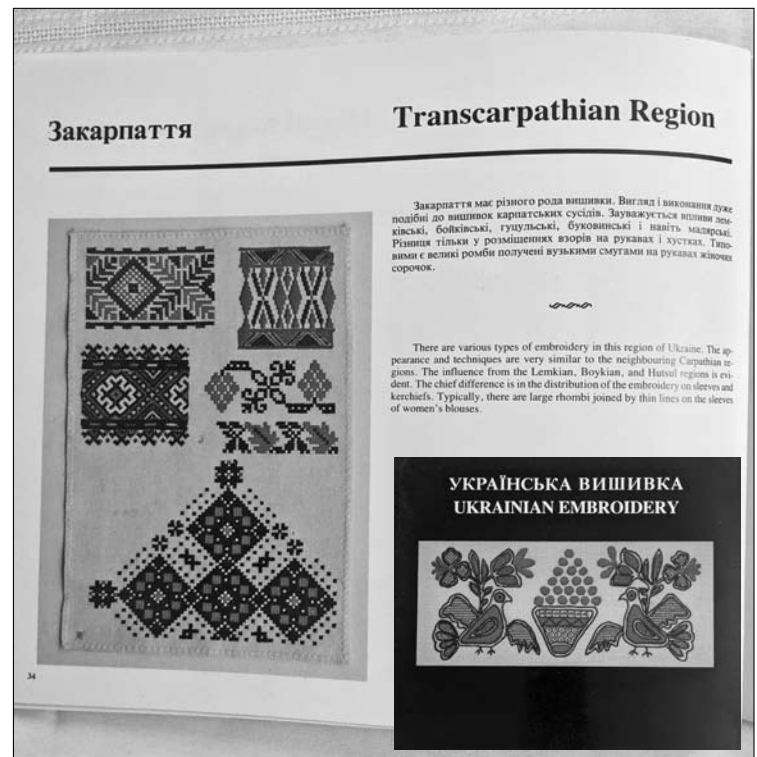 Закарпаття
Transcarpathian Region
Закарпаття має різного рода вишивки. Вигляд і виконання дуже
подібні до вишивок карпатських сусідів. Зауважується впливи лем-
ківські, бойківські, гуцульські, буковинські і навіть мадярські.
Різниця тільки у розміщеннях взорів на рукавах і хустках. Типо-
вими є великі ромби получені вузькими смугами на рукавах жіночих
сорочок.
There are various types of embroidery in this region of Ukraine. The ap-
pearance and techniques are very similar to the neighbouring Carpathian re-
gions. The influence from the Lemkian, Boykian, and Hutsul regions is evi-
dent. The chief difference is in the distribution of the embroidery on sleeves and
kerchiefs. Typically, there are large rhombi joined by thin lines on the sleeves
of women's blouses.
УКРАЇНСЬКА ВИШИВКА
UKRAINIAN EMBROIDERY
34